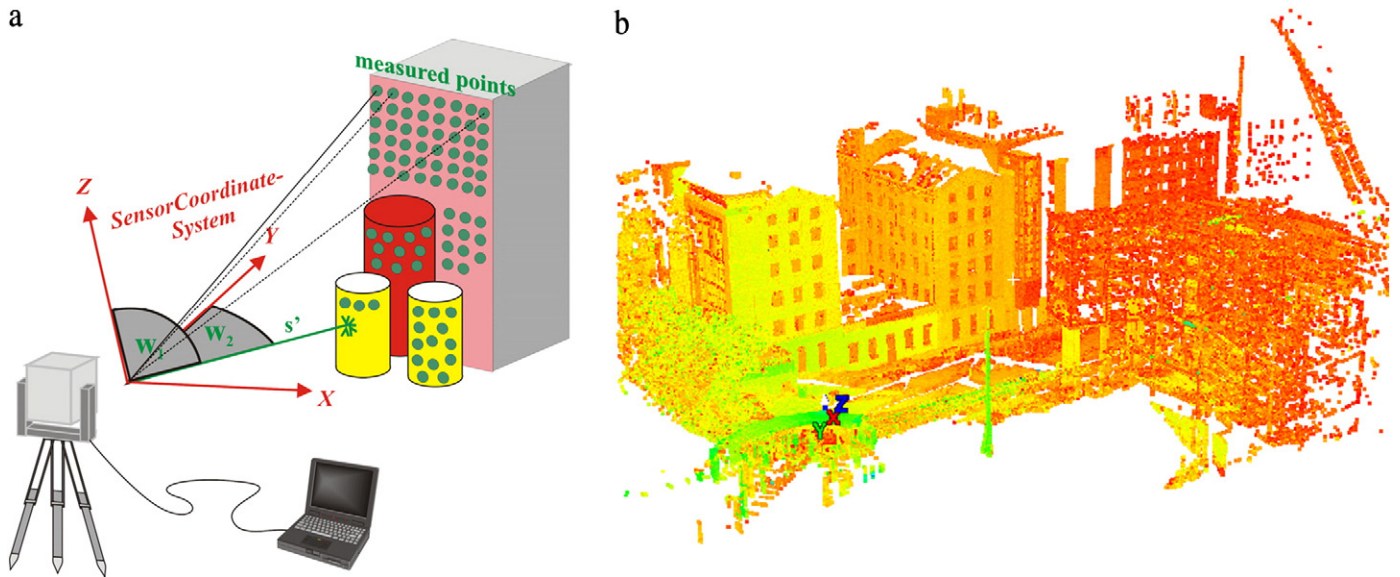 a
b
measured points
Z
SensorCoordinate-
System
Y
W1
W2
s’
X
Z
X
Y